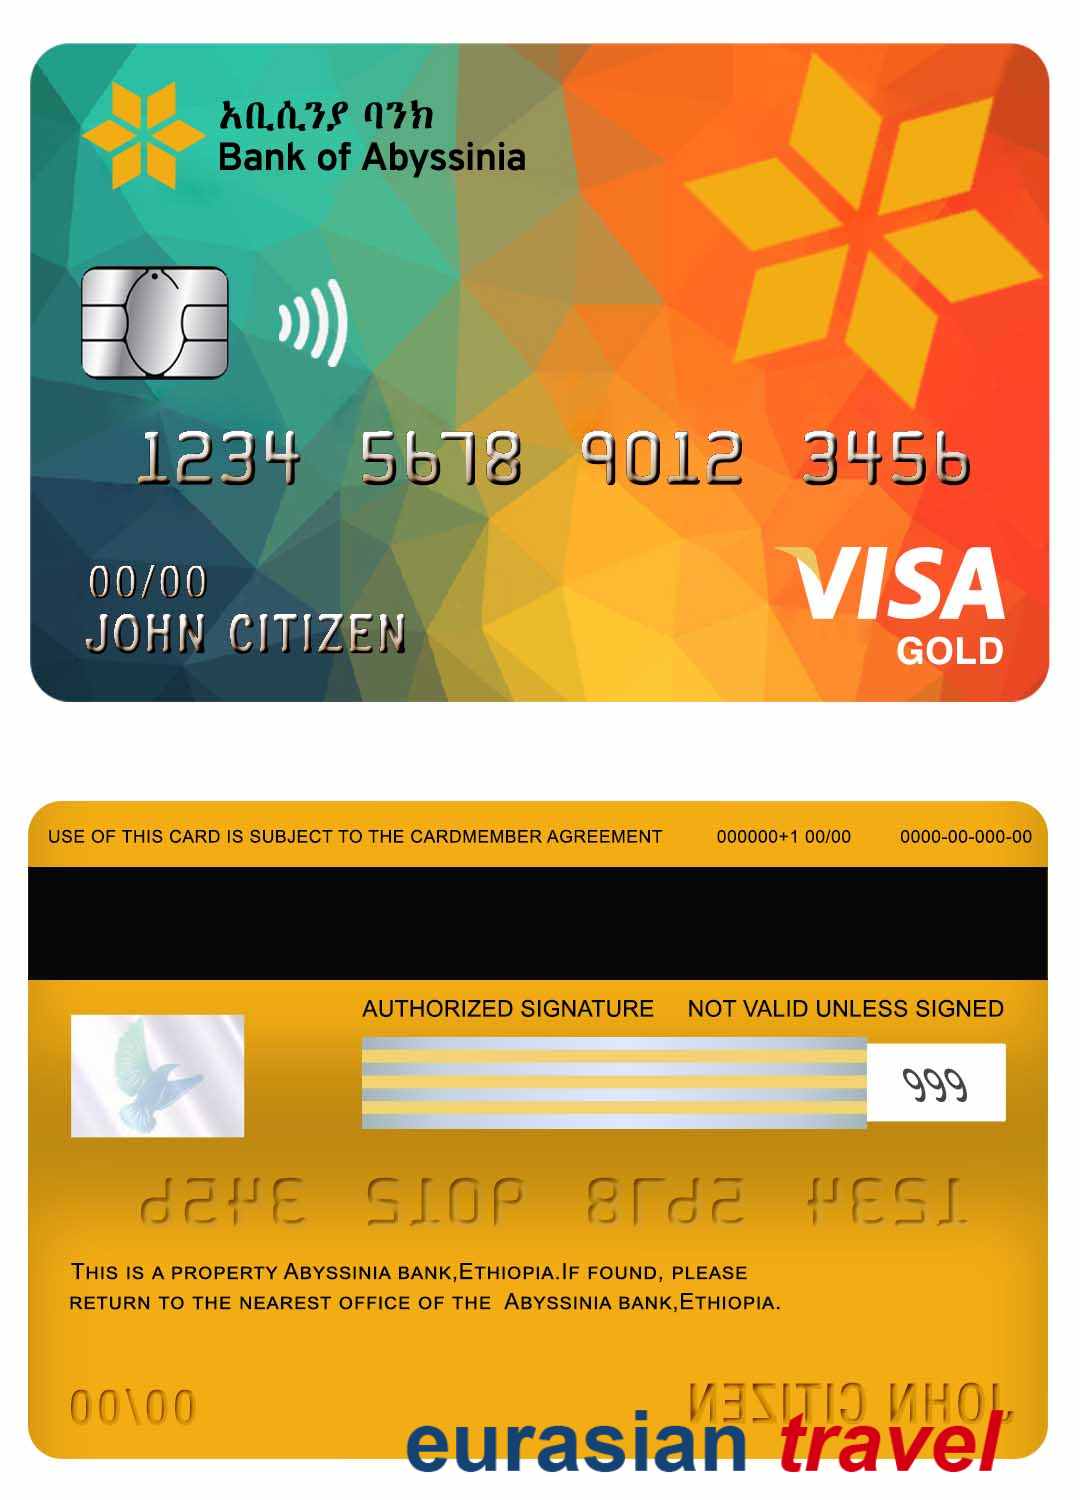 አቢሲንያ ባንክ
Bank of Abyssinia
1234 5678 9012 3456
00/00
JOHN CITIZEN
VISA
GOLD
USE OF THIS CARD IS SUBJECT TO THE CARDMEMBER AGREEMENT 000000+1 00/00 0000-00-000-00
AUTHORIZED SIGNATURE NOT VALID UNLESS SIGNED
999
1234 5678 9012 3456
THIS IS A PROPERTY ABYSSINIA BANK,ETHIOPIA.IF FOUND, PLEASE
RETURN TO THE NEAREST OFFICE OF THE ABYSSINIA BANK,ETHIOPIA.
00/00 JOHN CITIZEN
eurasian travel